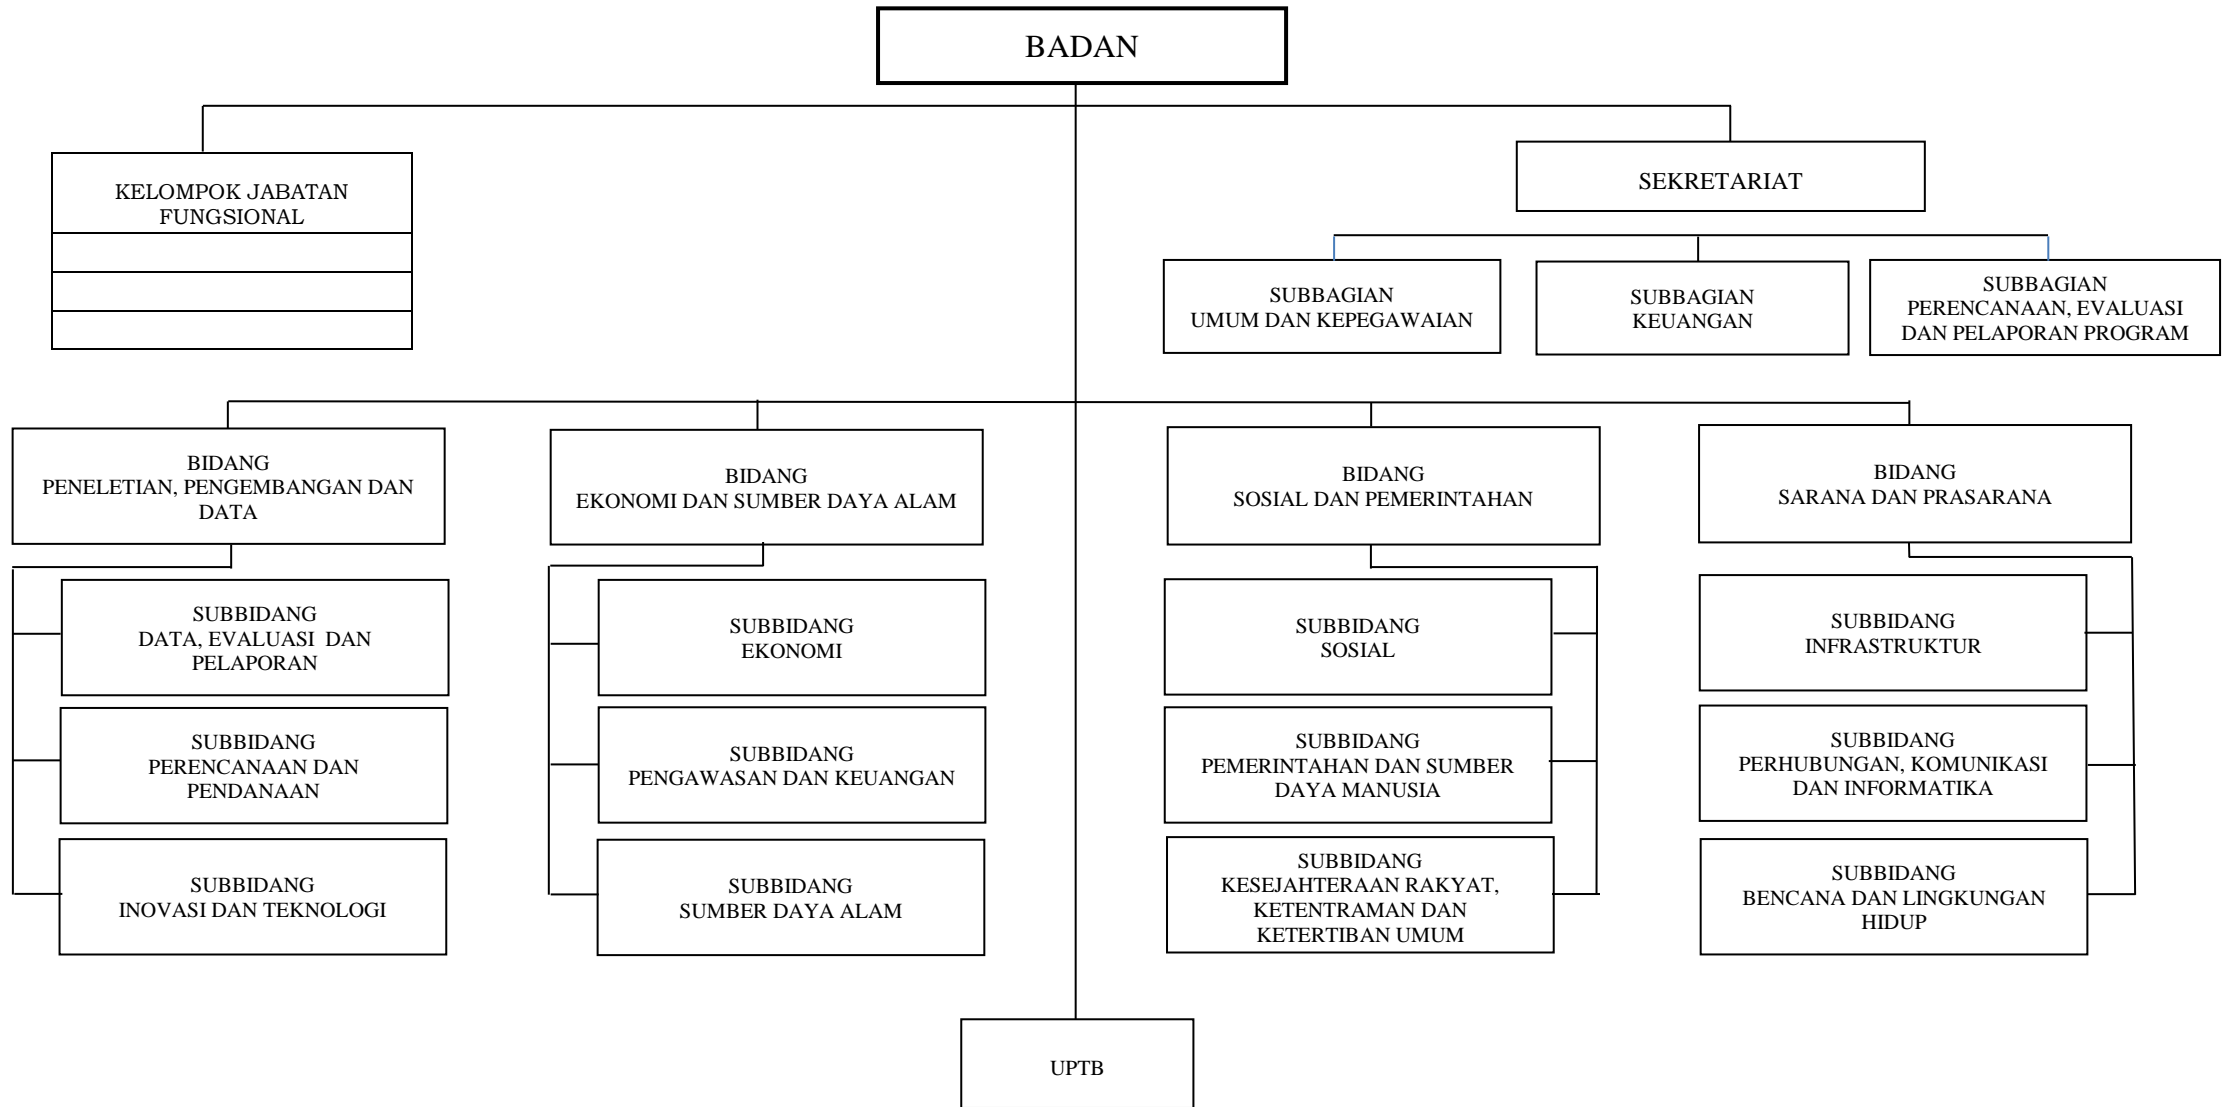 BADAN
KELOMPOK JABATAN
FUNGSIONAL
SEKRETARIAT
SUBBAGIAN
UMUM DAN KEPEGAWAIAN
SUBBAGIAN
KEUANGAN
SUBBAGIAN
PERENCANAAN, EVALUASI
DAN PELAPORAN PROGRAM
BIDANG
PENELETIAN, PENGEMBANGAN DAN
DATA
BIDANG
EKONOMI DAN SUMBER DAYA ALAM
BIDANG
SOSIAL DAN PEMERINTAHAN
BIDANG
SARANA DAN PRASARANA
SUBBIDANG
DATA, EVALUASI DAN
PELAPORAN
SUBBIDANG
EKONOMI
SUBBIDANG
SOSIAL
SUBBIDANG
INFRASTRUKTUR
SUBBIDANG
PERENCANAAN DAN
PENDANAAN
SUBBIDANG
PENGAWASAN DAN KEUANGAN
SUBBIDANG
PEMERINTAHAN DAN SUMBER
DAYA MANUSIA
SUBBIDANG
PERHUBUNGAN, KOMUNIKASI
DAN INFORMATIKA
SUBBIDANG
INOVASI DAN TEKNOLOGI
SUBBIDANG
SUMBER DAYA ALAM
SUBBIDANG
KESEJAHTERAAN RAKYAT,
KETENTRAMAN DAN
KETERTIBAN UMUM
SUBBIDANG
BENCANA DAN LINGKUNGAN
HIDUP
UPTB